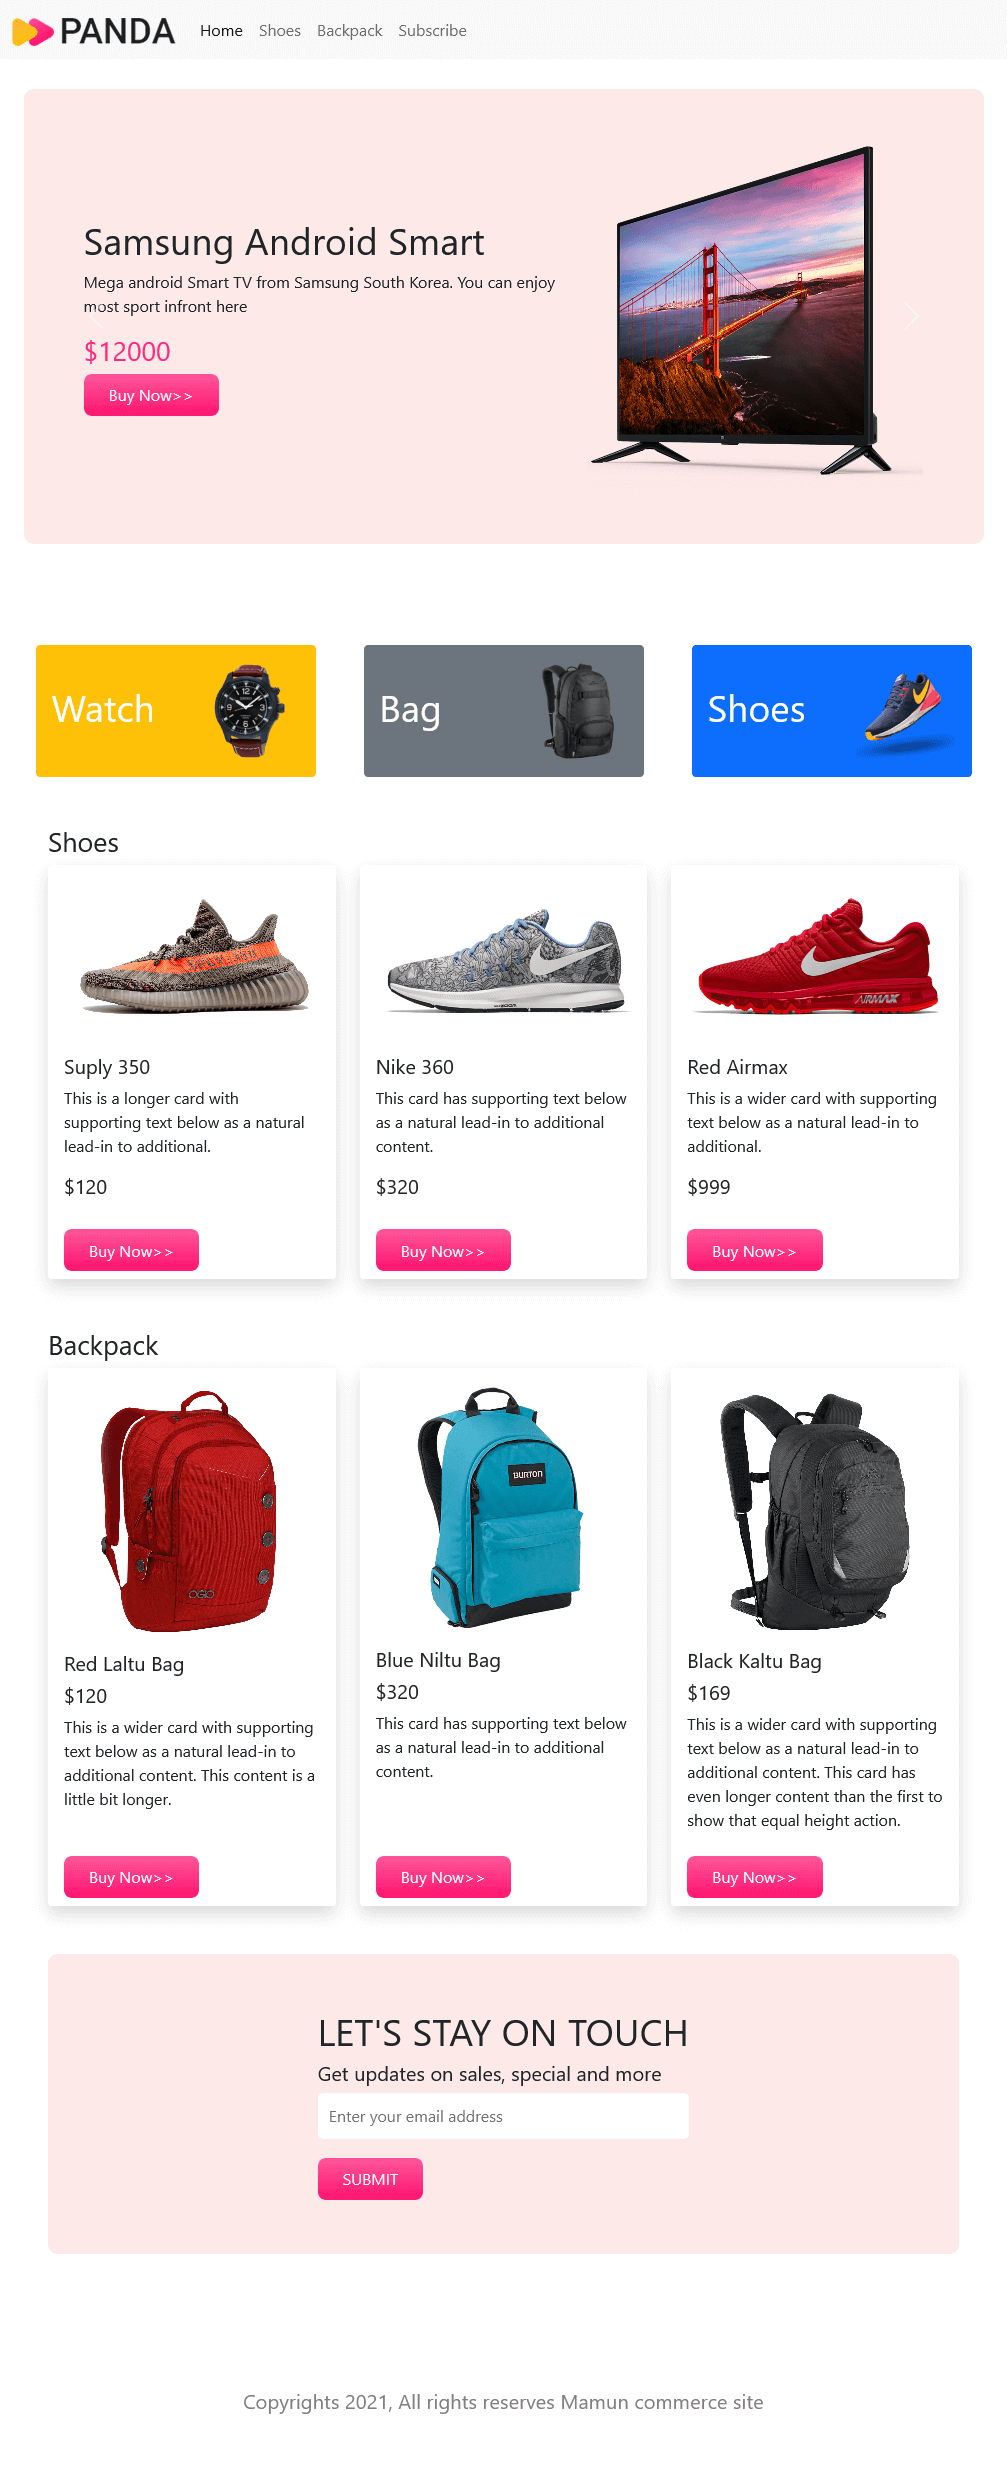 PANDA
Home Shoes Backpack Subscribe
Samsung Android Smart
Mega android Smart TV from Samsung South Korea. You can enjoy
most sport infront here
$12000
Buy Now>>
Watch
Bag
Shoes
Shoes
AIRMAX
Suply 350
This is a longer card with
supporting text below as a natural
lead-in to additional.
$120
Buy Now>>
Nike 360
This card has supporting text below
as a natural lead-in to additional
content.
$320
Buy Now>>
Red Airmax
This is a wider card with supporting
text below as a natural lead-in to
additional.
$999
Buy Now>>
Backpack
OGIO
Red Laltu Bag
$120
This is a wider card with supporting
text below as a natural lead-in to
additional content. This content is a
little bit longer.
Buy Now>>
BURTON
Blue Niltu Bag
$320
This card has supporting text below
as a natural lead-in to additional
content.
Buy Now>>
Black Kaltu Bag
$169
This is a wider card with supporting
text below as a natural lead-in to
additional content. This card has
even longer content than the first to
show that equal height action.
Buy Now>>
LET'S STAY ON TOUCH
Get updates on sales, special and more
Enter your email address
SUBMIT
Copyrights 2021, All rights reserves Mamun commerce site